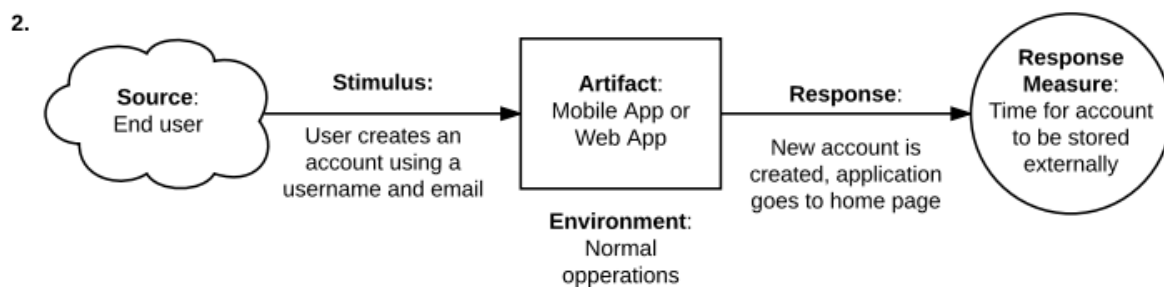 2.
Source:
End user
Stimulus:
User creates an
account using a
username and email
Artifact:
Mobile App or
Web App
Environment:
Normal
opperations
Response:
New account is
created, application
goes to home page
Response
Measure:
Time for account
to be stored
externally